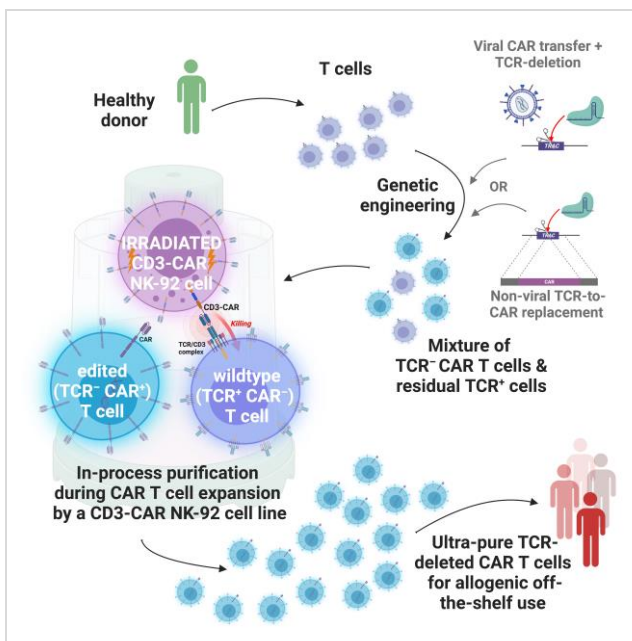 Healthy
donor
T cells
Viral CAR transfer +
TCR-deletion
TRAC
Genetic
engineering
OR
TRAC
CAR
Non-viral TCR-to-
CAR replacement
Mixture of
TCR⁻ CAR T cells &
residual TCR⁺ cells
IRRADIATED
CD3-CAR
NK-92 cell
CD3-CAR
Killing
TCR/CD3
complex
CAR
edited
(TCR⁻ CAR⁺)
T cell
wildtype
(TCR⁺ CAR⁻)
T cell
In-process purification
during CAR T cell expansion
by a CD3-CAR NK-92 cell line
Ultra-pure TCR-
deleted CAR T cells
for allogenic off-
the-shelf use